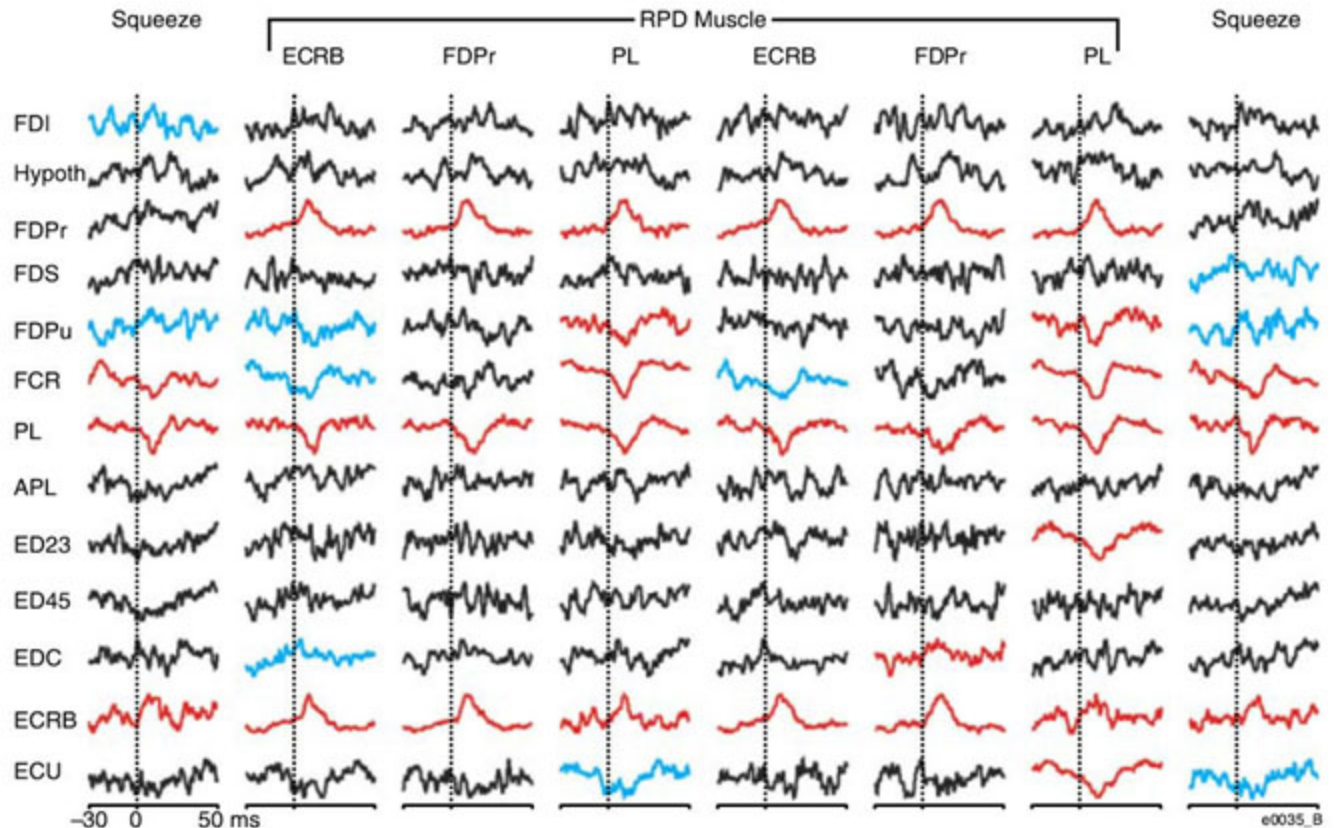 Squeeze RPD Muscle Squeeze
ECRB FDPr PL ECRB FDPr PL
FDI
Hypoth
FDPr
FDS
FDPu
FCR
PL
APL
ED23
ED45
EDC
ECRB
ECU
–30 0 50 ms
e0035_B